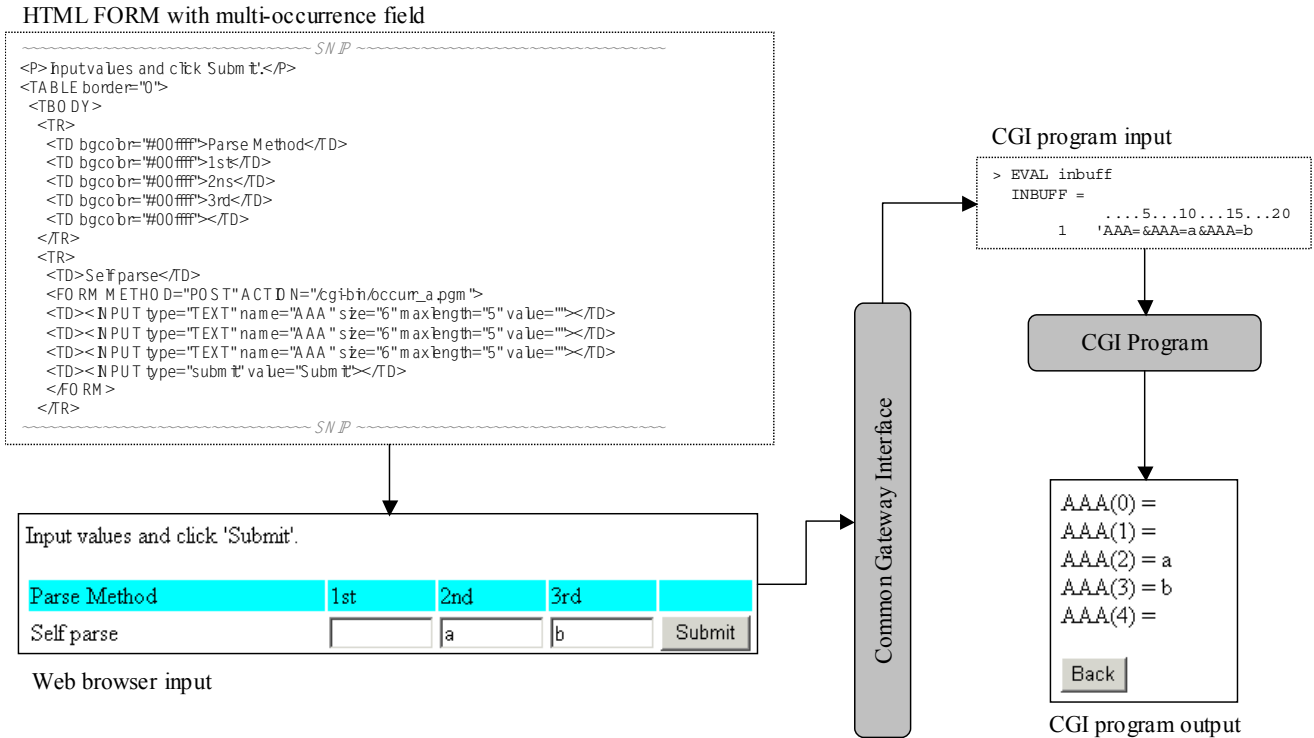 HTML FORM with multi-occurrence field
~~~~~~~~~~~~~~~~~~~~~~~~~~~~~~ SNIP ~~~~~~~~~~~~~~~~~~~~~~~~~~~~~~
<P>Input values and click 'Submit'.</P>
<TABLE border="0">
<TBODY>
<TR>
<TD bgcolor="#00ffff">Parse Method</TD>
<TD bgcolor="#00ffff">1st</TD>
<TD bgcolor="#00ffff">2ns</TD>
<TD bgcolor="#00ffff">3rd</TD>
<TD bgcolor="#00ffff"></TD>
</TR>
<TR>
<TD>Self parse</TD>
<FORM METHOD="POST" ACTION="/cgi-bin/occurr_a.pgm">
<TD><INPUT type="TEXT" name="AAA" size="6" maxlength="5" value=""></TD>
<TD><INPUT type="TEXT" name="AAA" size="6" maxlength="5" value=""></TD>
<TD><INPUT type="TEXT" name="AAA" size="6" maxlength="5" value=""></TD>
<TD><INPUT type="submit" value="Submit"></TD>
</FORM>
</TR>
~~~~~~~~~~~~~~~~~~~~~~~~~~~~~~ SNIP ~~~~~~~~~~~~~~~~~~~~~~~~~~~~~~
Input values and click 'Submit'.
Parse Method 1st 2nd 3rd
Self parse a b Submit
Web browser input
Common Gateway Interface
CGI program input
> EVAL inbuff
INBUFF =
....5...10...15...20
1 'AAA=&AAA=a&AAA=b
CGI Program
AAA(0) =
AAA(1) =
AAA(2) = a
AAA(3) = b
AAA(4) =
Back
CGI program output